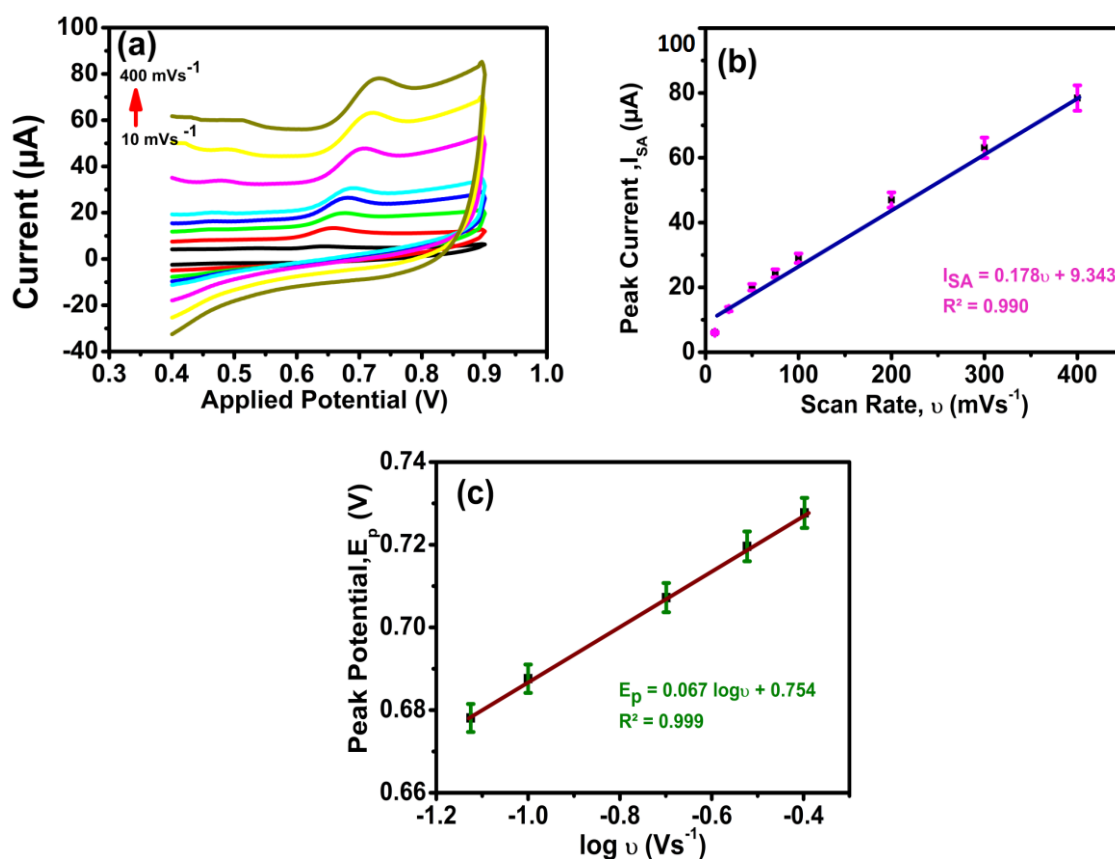 (a)
400 mVs⁻¹
10 mVs⁻¹
Current (µA)
100
80
60
40
20
0
-20
-40
0.3 0.4 0.5 0.6 0.7 0.8 0.9 1.0
Applied Potential (V)
(b)
Peak Current ,I_SA (µA)
100
80
60
40
20
0
I_SA = 0.178υ + 9.343
R² = 0.990
0 100 200 300 400
Scan Rate, υ (mVs⁻¹)
(c)
Peak Potential,E_p (V)
0.74
0.72
0.70
0.68
0.66
E_p = 0.067 logυ + 0.754
R² = 0.999
-1.2 -1.0 -0.8 -0.6 -0.4
log υ (Vs⁻¹)